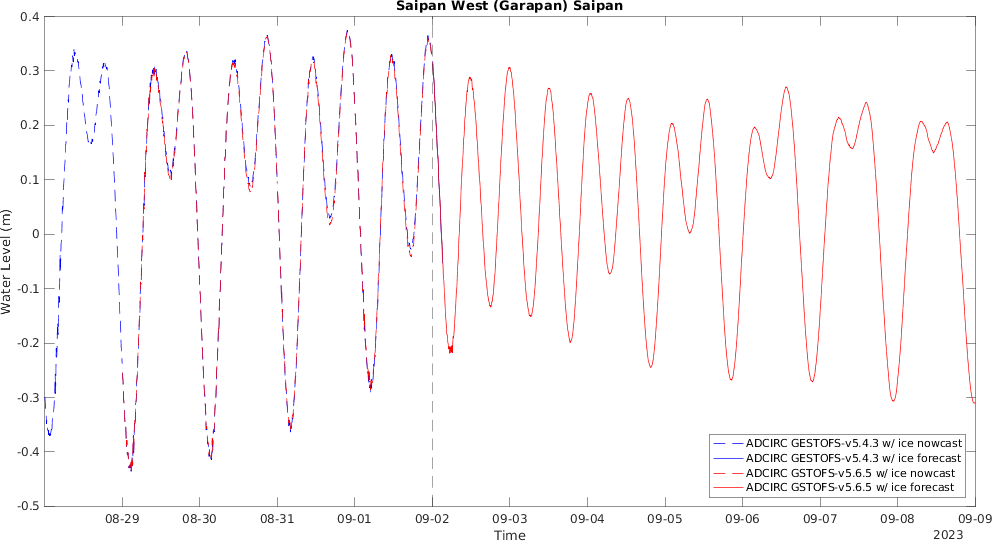 Saipan West (Garapan) Saipan
0.4
0.3
0.2
0.1
0
-0.1
-0.2
-0.3
-0.4
-0.5
Water Level (m)
ADCIRC GESTOFS-v5.4.3 w/ ice nowcast
ADCIRC GESTOFS-v5.4.3 w/ ice forecast
ADCIRC GSTOFS-v5.6.5 w/ ice nowcast
ADCIRC GSTOFS-v5.6.5 w/ ice forecast
08-29 08-30 08-31 09-01 09-02 09-03 09-04 09-05 09-06 09-07 09-08 09-09
Time
2023